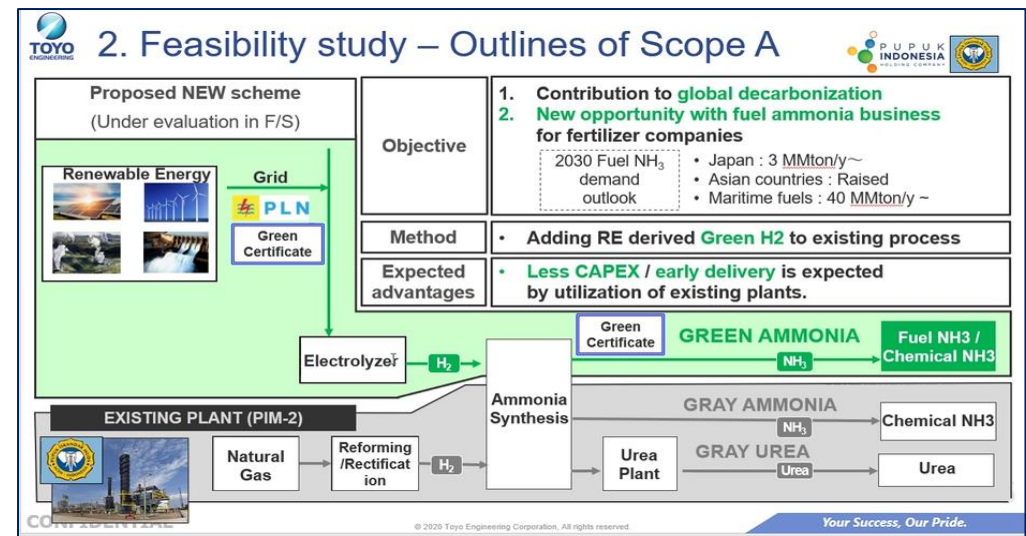 TOYO
ENGINEERING
2. Feasibility study – Outlines of Scope A
PUPUK
INDONESIA
HOLDING COMPANY
Proposed NEW scheme
(Under evaluation in F/S)
Renewable Energy
Grid
PLN
Green
Certificate
Objective
1. Contribution to global decarbonization
2. New opportunity with fuel ammonia business
for fertilizer companies
2030 Fuel NH₃
demand
outlook
• Japan : 3 MMton/y～
• Asian countries : Raised
• Maritime fuels : 40 MMton/y ~
Method
• Adding RE derived Green H2 to existing process
Expected
advantages
• Less CAPEX / early delivery is expected
by utilization of existing plants.
Electrolyzer
H₂
Green
Certificate
GREEN AMMONIA
NH₃
Fuel NH3 /
Chemical NH3
Ammonia
Synthesis
EXISTING PLANT (PIM-2)
Natural
Gas
Reforming
/Rectificat
ion
H₂
GRAY AMMONIA
NH₃
Chemical NH3
Urea
Plant
GRAY UREA
Urea
Urea
CONFIDENTIAL
© 2020 Toyo Engineering Corporation, All rights reserved.
Your Success, Our Pride.